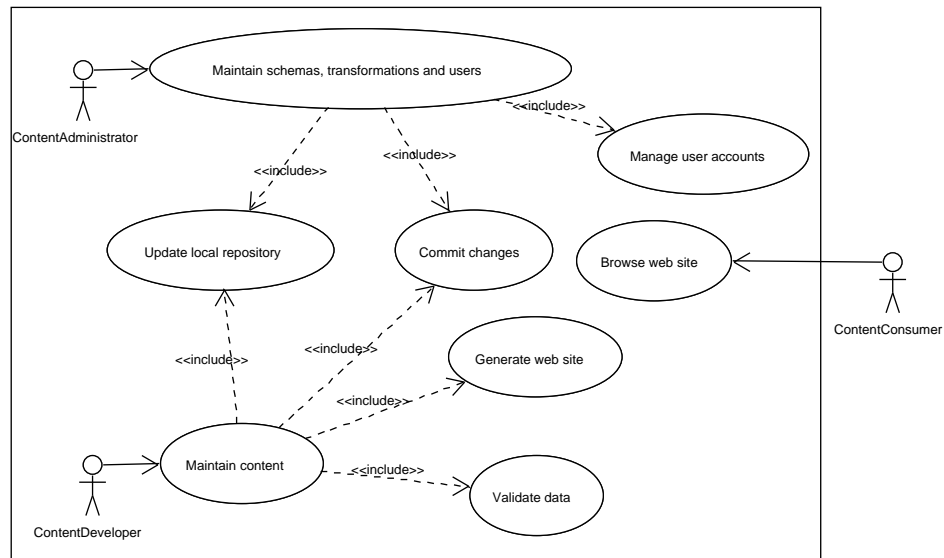 Maintain schemas, transformations and users
ContentAdministrator
<<include>>
Manage user accounts
<<include>>
<<include>>
Update local repository
Commit changes
Browse web site
ContentConsumer
<<include>>
<<include>>
Generate web site
<<include>>
Maintain content
<<include>>
Validate data
ContentDeveloper